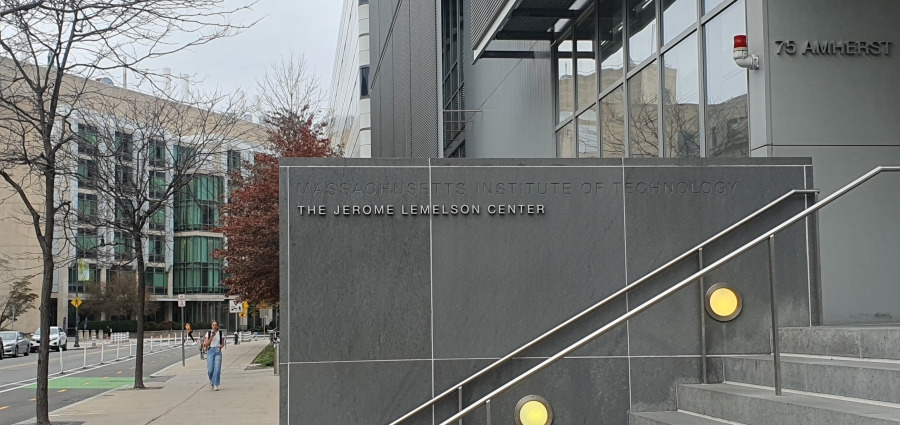 75 AMHERST
MASSACHUSETTS INSTITUTE OF TECHNOLOGY
THE JEROME LEMELSON CENTER